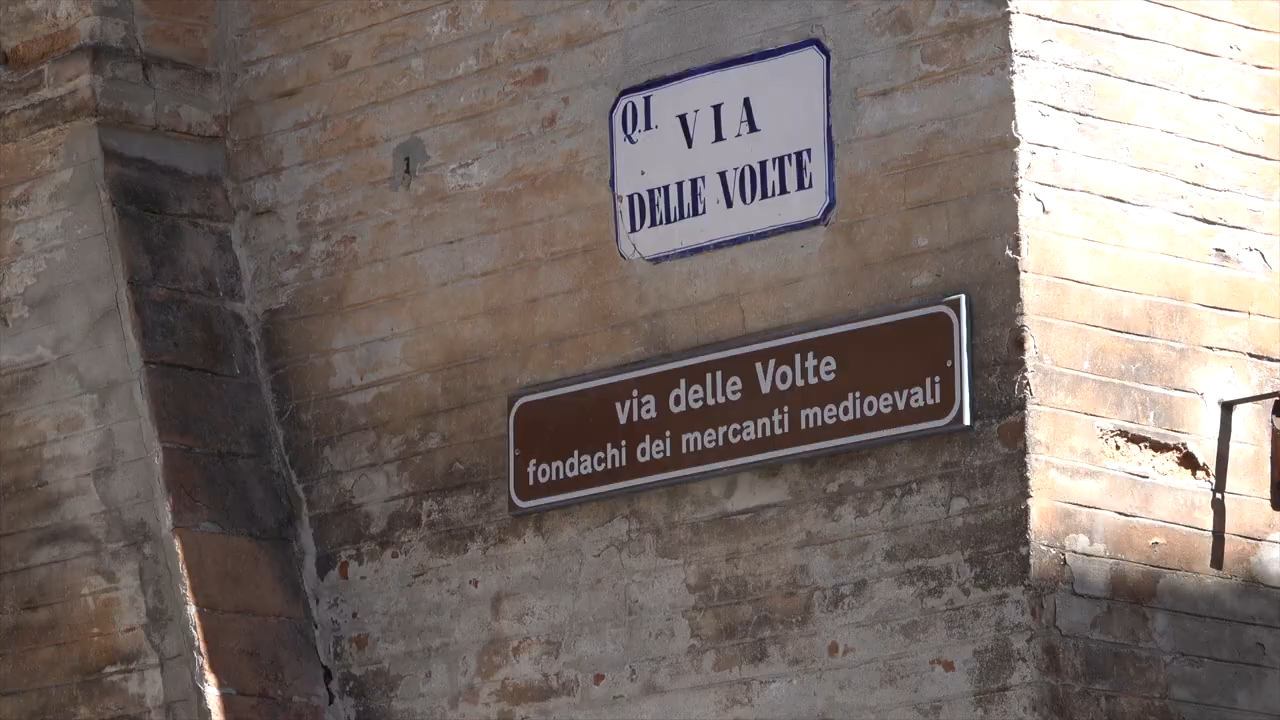 Q.I.
VIA
DELLE VOLTE
via delle Volte
fondachi dei mercanti medioevali